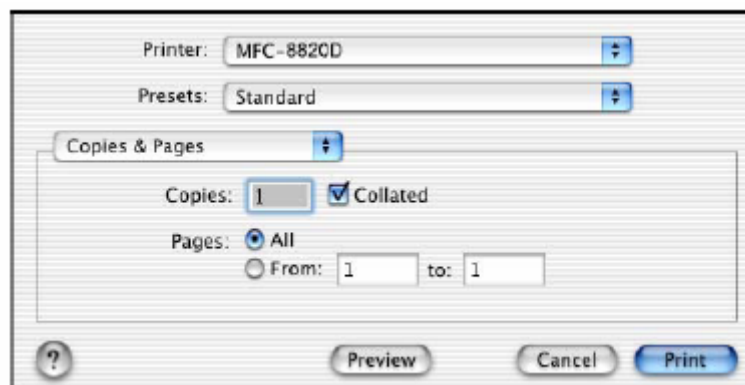 Printer: MFC-8820D
Presets: Standard
Copies & Pages
Copies: 1 Collated
Pages: All
From: 1 to: 1
? Preview Cancel Print